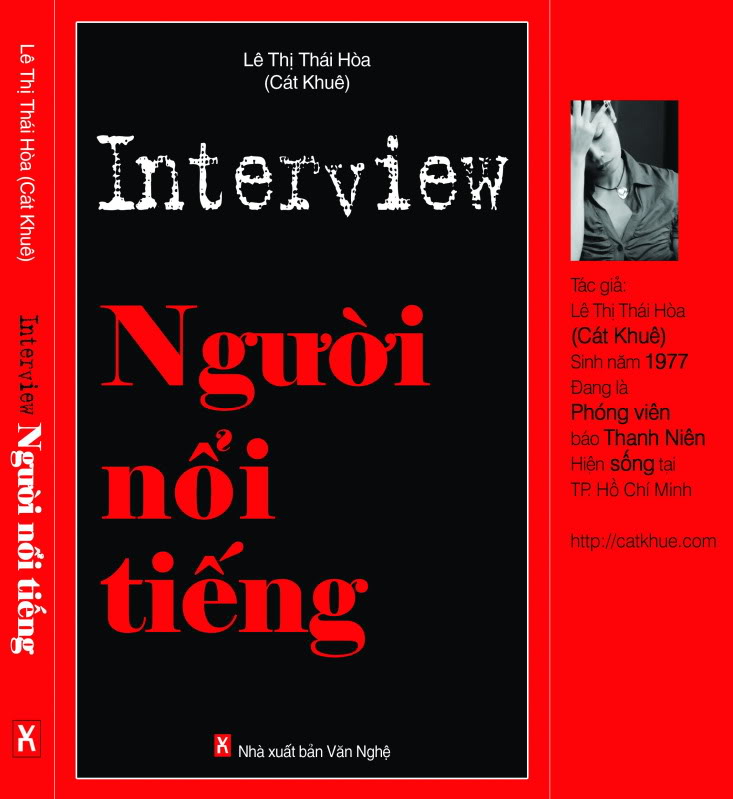 Lê Thị Thái Hòa (Cát Khuê)
Interview Người nổi tiếng
Lê Thị Thái Hòa
(Cát Khuê)
Interview
Người
nổi
tiếng
Nhà xuất bản Văn Nghệ
Tác giả:
Lê Thị Thái Hòa
(Cát Khuê)
Sinh năm 1977
Đang là
Phóng viên
báo Thanh Niên
Hiện sống tại
TP. Hồ Chí Minh
http://catkhue.com